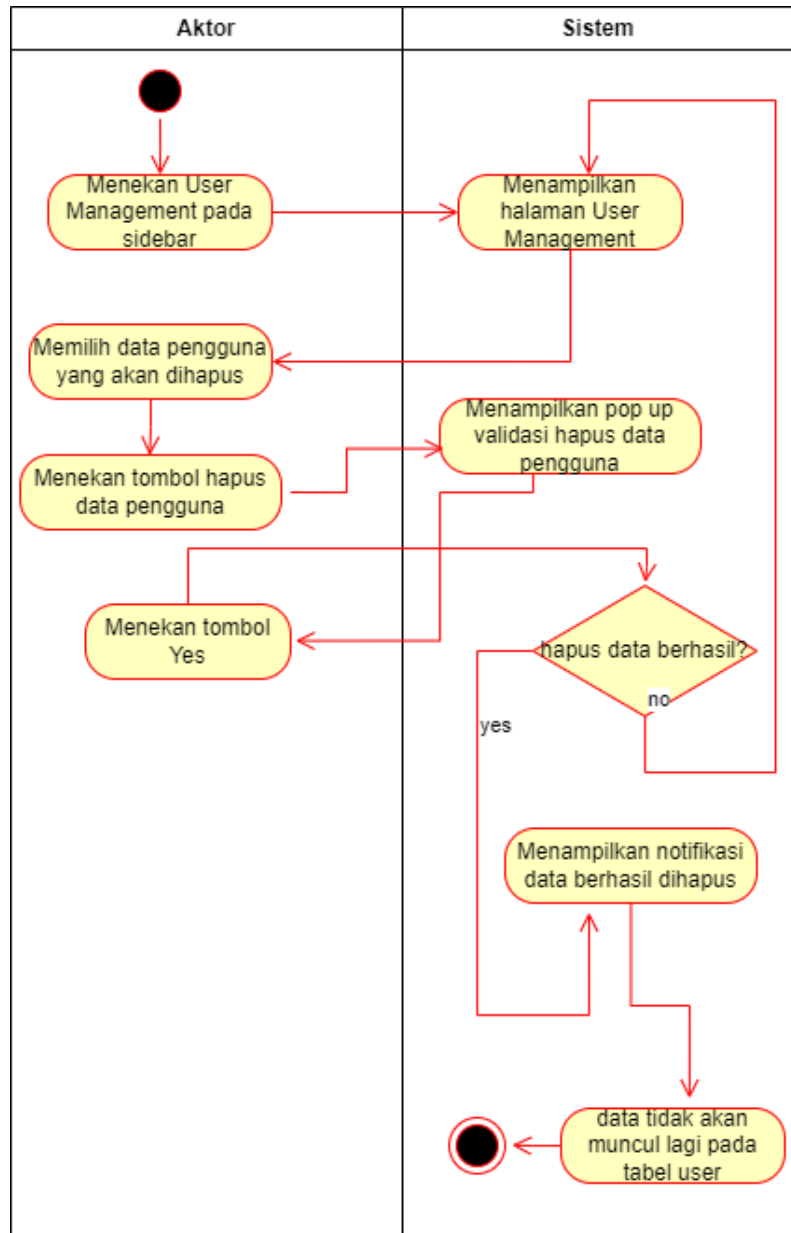 Aktor
Sistem
Menekan User
Management pada
sidebar
Menampilkan
halaman User
Management
Memilih data pengguna
yang akan dihapus
Menampilkan pop up
validasi hapus data
pengguna
Menekan tombol hapus
data pengguna
Menekan tombol
Yes
hapus data berhasil?
no
yes
Menampilkan notifikasi
data berhasil dihapus
data tidak akan
muncul lagi pada
tabel user